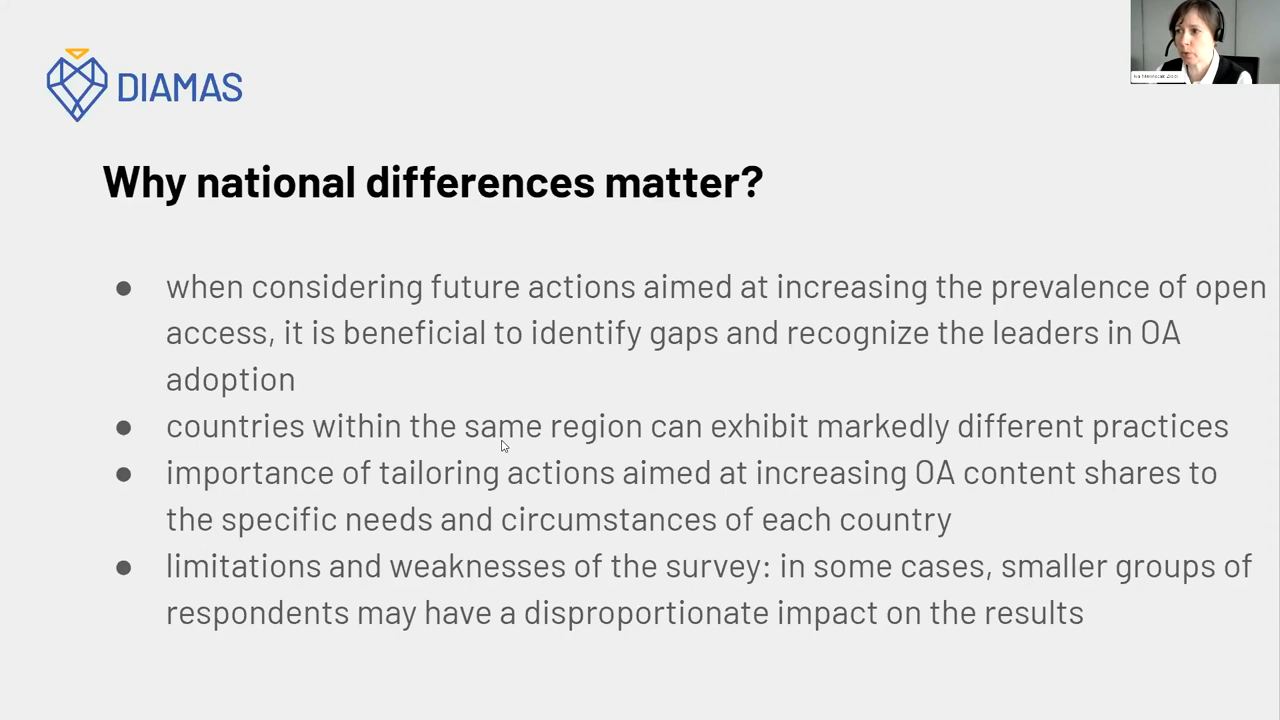 DIAMAS
Why national differences matter?
● when considering future actions aimed at increasing the prevalence of open
access, it is beneficial to identify gaps and recognize the leaders in OA
adoption
● countries within the same region can exhibit markedly different practices
● importance of tailoring actions aimed at increasing OA content shares to
the specific needs and circumstances of each country
● limitations and weaknesses of the survey: in some cases, smaller groups of
respondents may have a disproportionate impact on the results